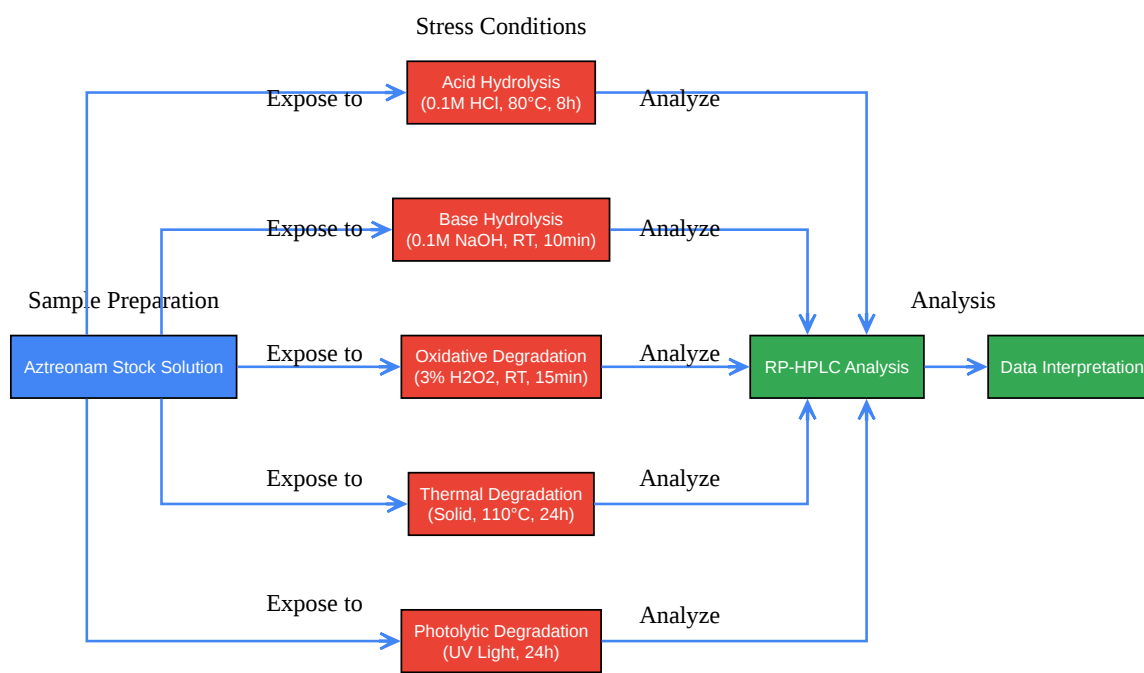 Stress Conditions
Acid Hydrolysis
(0.1M HCl, 80°C, 8h)
Expose to
Analyze
Base Hydrolysis
(0.1M NaOH, RT, 10min)
Expose to
Analyze
Sample Preparation
Analysis
Aztreonam Stock Solution
Expose to
Oxidative Degradation
(3% H2O2, RT, 15min)
Analyze
RP-HPLC Analysis
Data Interpretation
Expose to
Thermal Degradation
(Solid, 110°C, 24h)
Analyze
Expose to
Photolytic Degradation
(UV Light, 24h)
Analyze